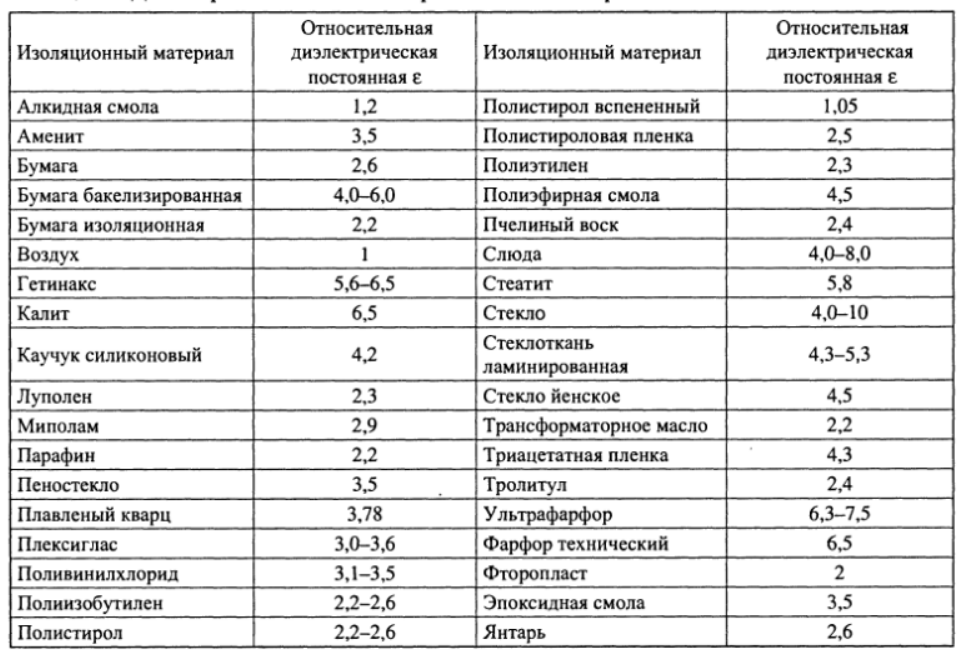 Изоляционный материал
Относительная
диэлектрическая
постоянная ε
Изоляционный материал
Относительная
диэлектрическая
постоянная ε
Алкидная смола 1,2 Полистирол вспененный 1,05
Аменит 3,5 Полистироловая пленка 2,5
Бумага 2,6 Полиэтилен 2,3
Бумага бакелизированная 4,0–6,0 Полиэфирная смола 4,5
Бумага изоляционная 2,2 Пчелиный воск 2,4
Воздух 1 Слюда 4,0–8,0
Гетинакс 5,6–6,5 Стеатит 5,8
Калит 6,5 Стекло 4,0–10
Каучук силиконовый 4,2 Стеклоткань
ламинированная 4,3–5,3
Луполен 2,3 Стекло йенское 4,5
Миполам 2,9 Трансформаторное масло 2,2
Парафин 2,2 Триацетатная пленка 4,3
Пеностекло 3,5 Тролитул 2,4
Плавленый кварц 3,78 Ультрафарфор 6,3–7,5
Плексиглас 3,0–3,6 Фарфор технический 6,5
Поливинилхлорид 3,1–3,5 Фторопласт 2
Полиизобутилен 2,2–2,6 Эпоксидная смола 3,5
Полистирол 2,2–2,6 Янтарь 2,6